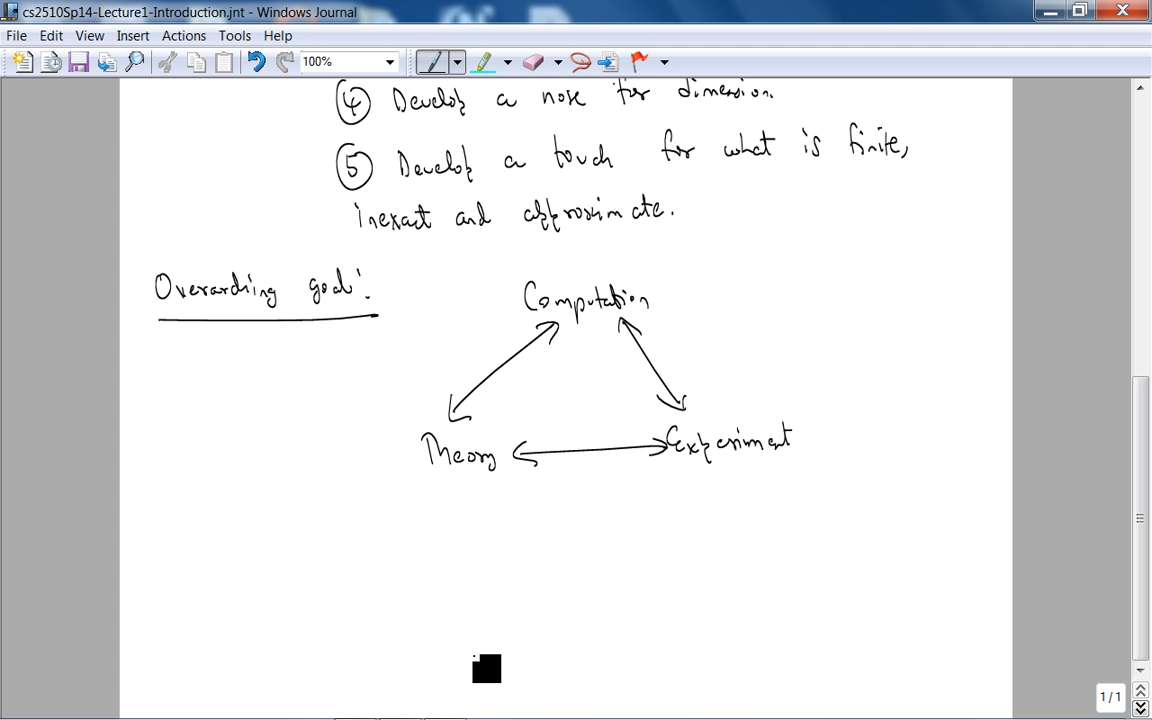 cs2510Sp14-Lecture1-Introduction.jnt - Windows Journal
File Edit View Insert Actions Tools Help
100%
④ Develop a nose for dimension.
⑤ Develop a touch for what is finite,
inexact and approximate.
Overarching goal:
Computation
Theory
Experiment
1 / 1